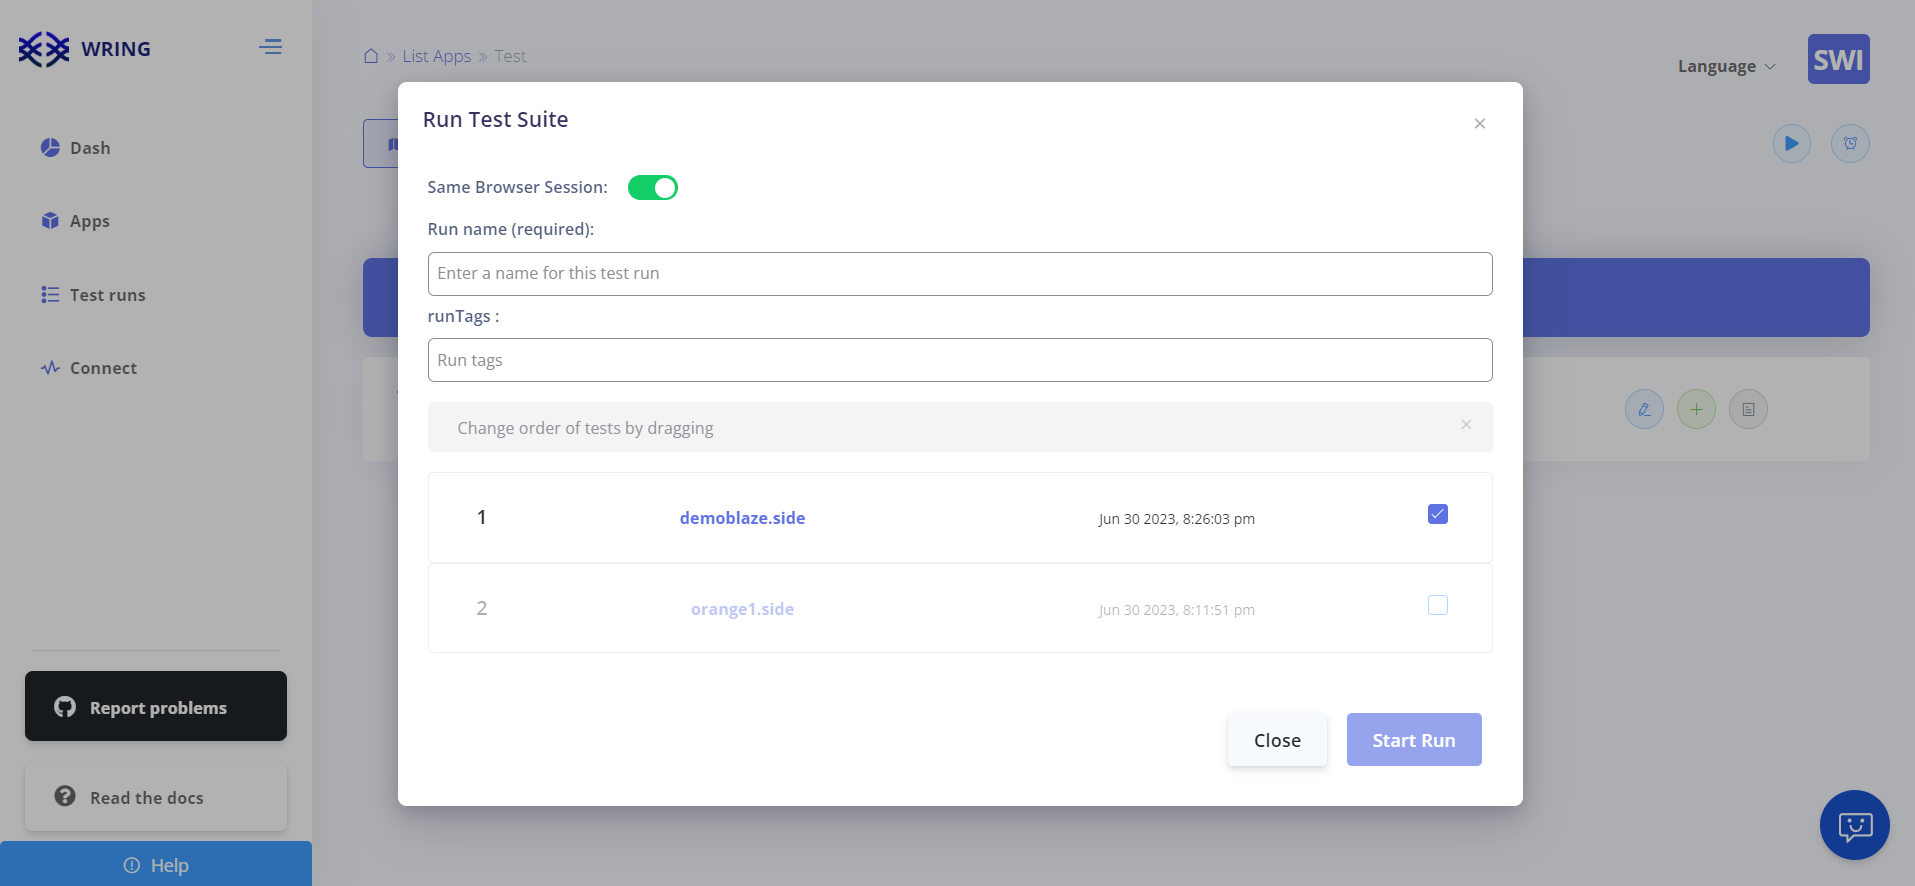 WRING
Dash
Apps
Test runs
Connect
Report problems
Read the docs
Help
List Apps
Test
Language
SWI
Run Test Suite
Same Browser Session:
Run name (required):
Enter a name for this test run
runTags :
Run tags
Change order of tests by dragging
1 demoblaze.side Jun 30 2023, 8:26:03 pm
2 orange1.side Jun 30 2023, 8:11:51 pm
Close
Start Run